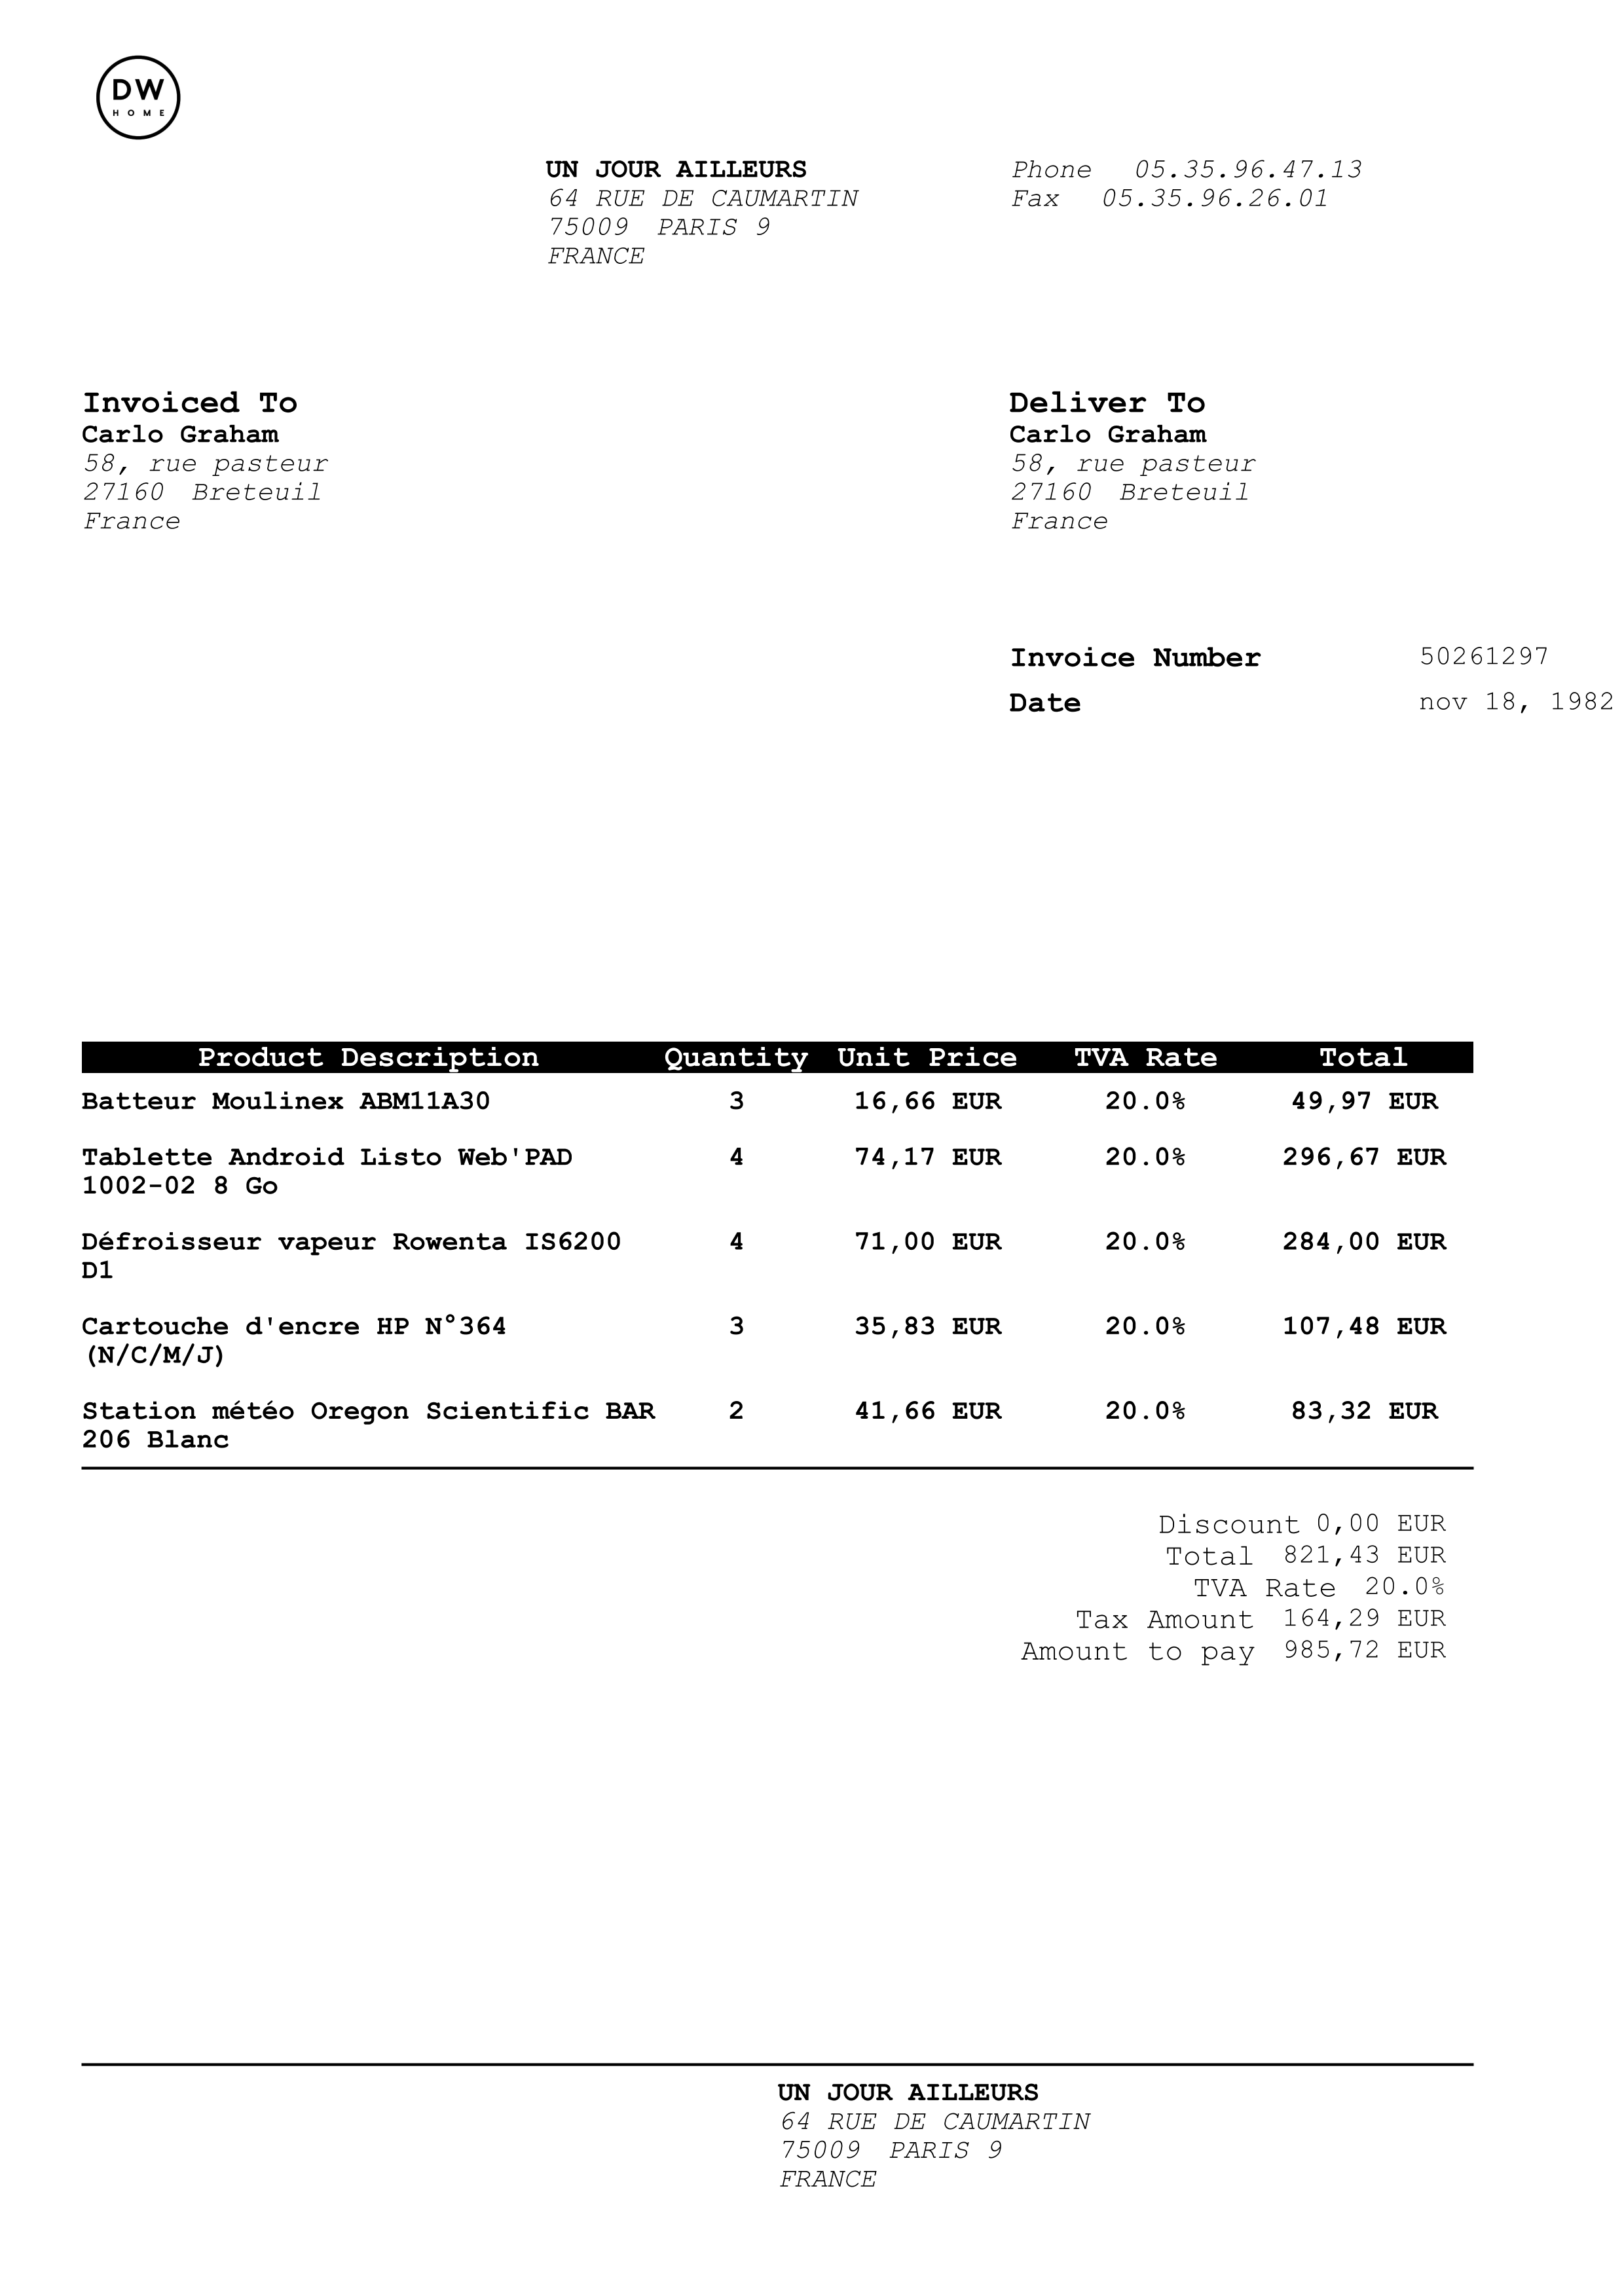 DW
HOME
UN JOUR AILLEURS
64 RUE DE CAUMARTIN
75009 PARIS 9
FRANCE
Phone 05.35.96.47.13
Fax 05.35.96.26.01
Invoiced To
Carlo Graham
58, rue pasteur
27160 Breteuil
France
Deliver To
Carlo Graham
58, rue pasteur
27160 Breteuil
France
Invoice Number 50261297
Date nov 18, 1982
Product Description Quantity Unit Price TVA Rate Total
Batteur Moulinex ABM11A30 3 16,66 EUR 20.0% 49,97 EUR
Tablette Android Listo Web'PAD 4 74,17 EUR 20.0% 296,67 EUR
1002-02 8 Go
Défroisseur vapeur Rowenta IS6200 4 71,00 EUR 20.0% 284,00 EUR
D1
Cartouche d'encre HP N°364 3 35,83 EUR 20.0% 107,48 EUR
(N/C/M/J)
Station météo Oregon Scientific BAR 2 41,66 EUR 20.0% 83,32 EUR
206 Blanc
Discount 0,00 EUR
Total 821,43 EUR
TVA Rate 20.0%
Tax Amount 164,29 EUR
Amount to pay 985,72 EUR
UN JOUR AILLEURS
64 RUE DE CAUMARTIN
75009 PARIS 9
FRANCE